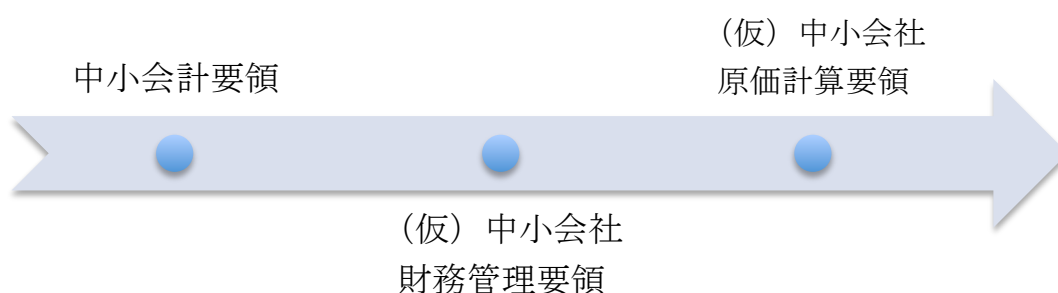 中小会計要領
（仮）中小会社
財務管理要領
（仮）中小会社
原価計算要領